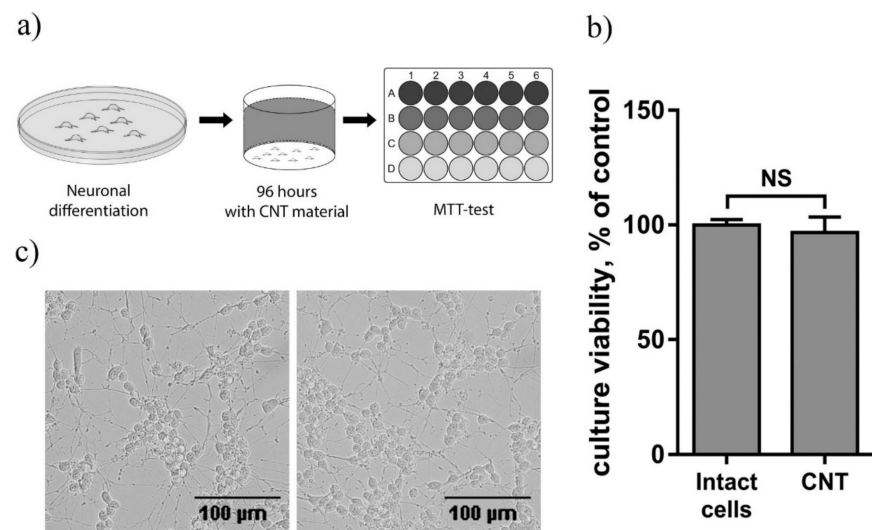 a)
Neuronal
differentiation
96 hours
with CNT material
1 2 3 4 5 6
A
B
C
D
MTT-test
b)
culture viability, % of control
150
100
50
0
NS
Intact
cells
CNT
c)
100 µm
100 µm